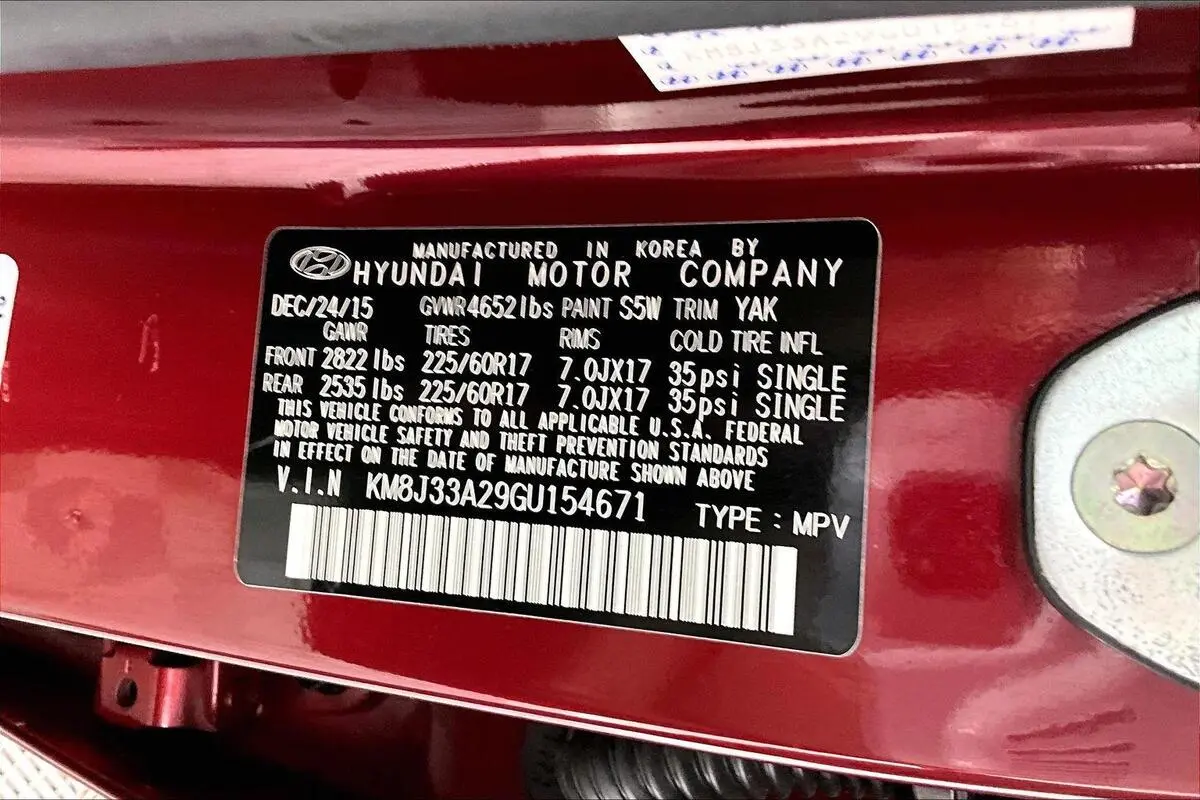 MANUFACTURED IN KOREA BY
HYUNDAI MOTOR COMPANY
DEC/24/15 GVWR 4652 lbs PAINT S5W TRIM YAK
GAWR TIRES RIMS COLD TIRE INFL
FRONT 2822 lbs 225/60R17 7.0JX17 35psi SINGLE
REAR 2535 lbs 225/60R17 7.0JX17 35psi SINGLE
THIS VEHICLE CONFORMS TO ALL APPLICABLE U.S.A. FEDERAL
MOTOR VEHICLE SAFETY AND THEFT PREVENTION STANDARDS
IN EFFECT ON THE DATE OF MANUFACTURE SHOWN ABOVE
V.I.N KM8J33A29GU154671 TYPE : MPV